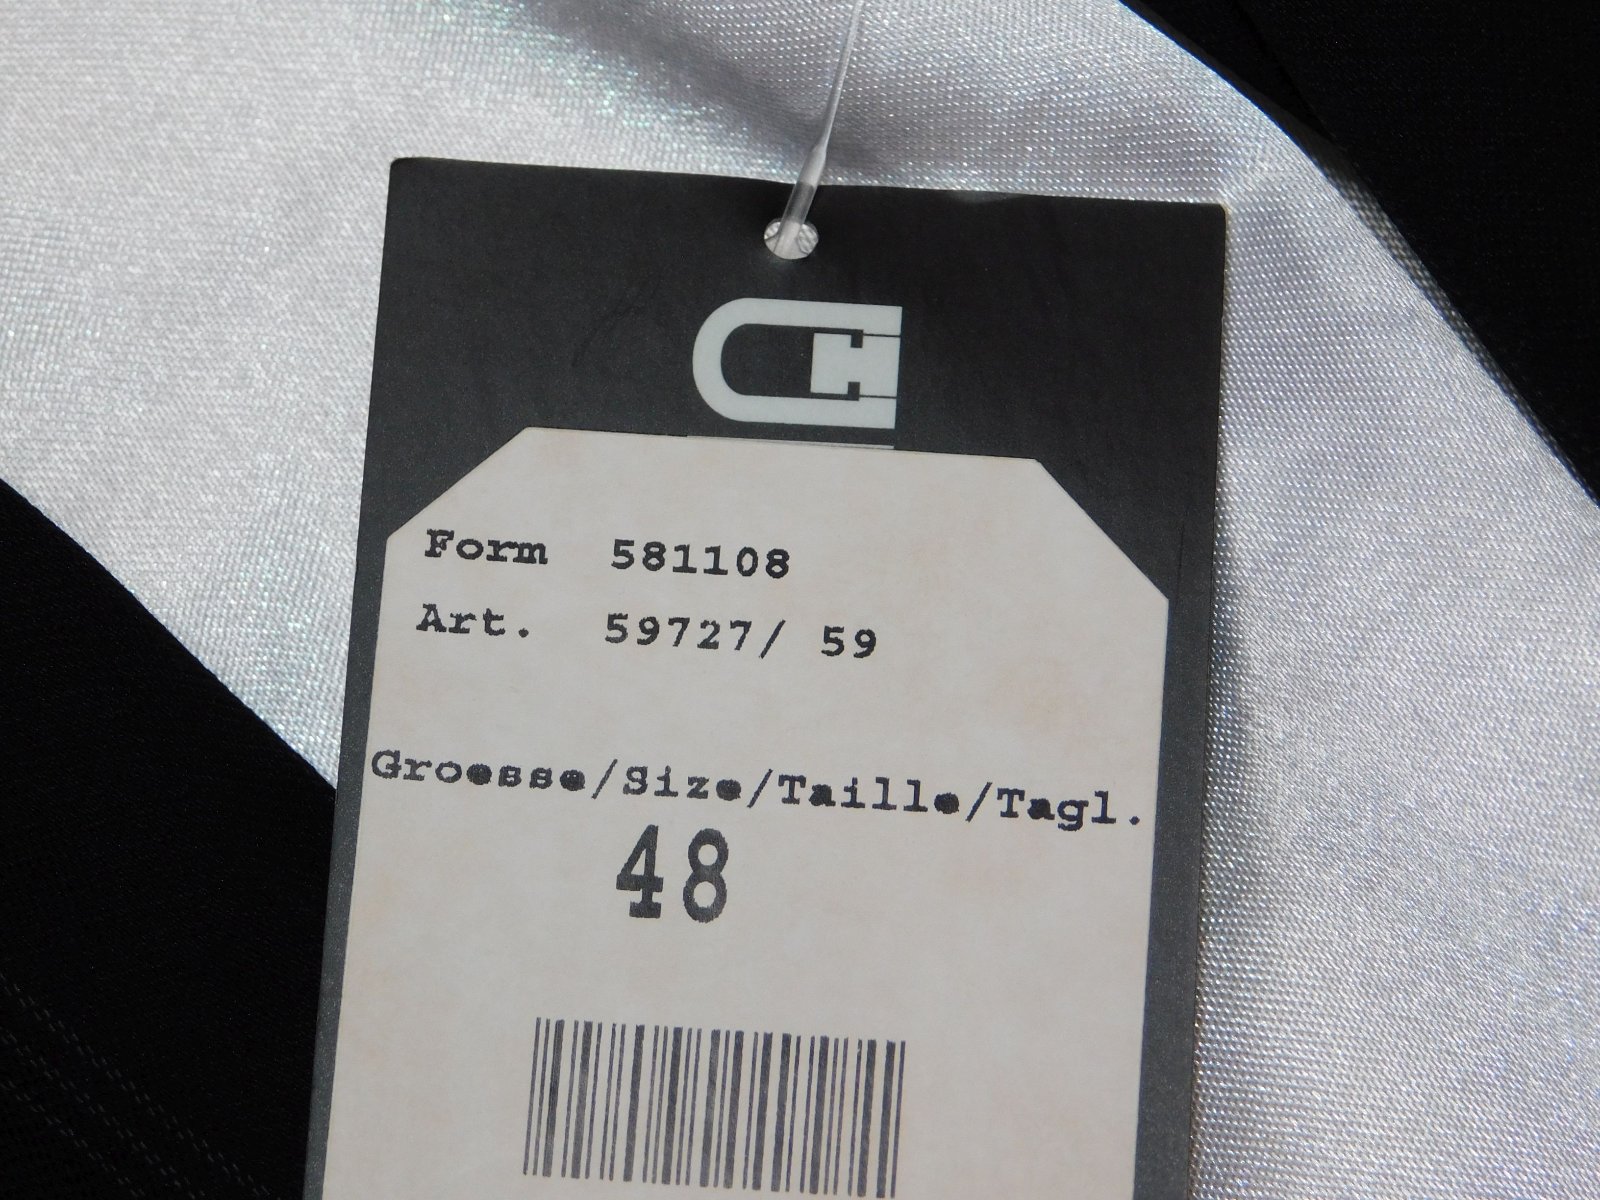 Form 581108
Art. 59727/ 59
Groesse/Size/Taille/Tagl.
48